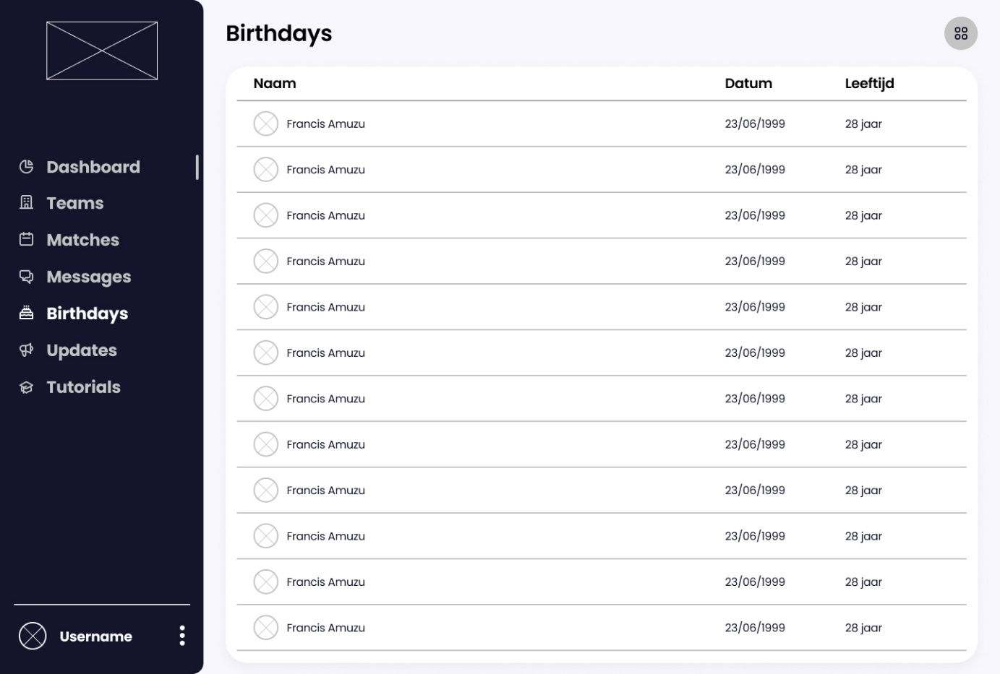 Birthdays
Dashboard
Teams
Matches
Messages
Birthdays
Updates
Tutorials
Username
Naam Datum Leeftijd
Francis Amuzu 23/06/1999 28 jaar
Francis Amuzu 23/06/1999 28 jaar
Francis Amuzu 23/06/1999 28 jaar
Francis Amuzu 23/06/1999 28 jaar
Francis Amuzu 23/06/1999 28 jaar
Francis Amuzu 23/06/1999 28 jaar
Francis Amuzu 23/06/1999 28 jaar
Francis Amuzu 23/06/1999 28 jaar
Francis Amuzu 23/06/1999 28 jaar
Francis Amuzu 23/06/1999 28 jaar
Francis Amuzu 23/06/1999 28 jaar
Francis Amuzu 23/06/1999 28 jaar